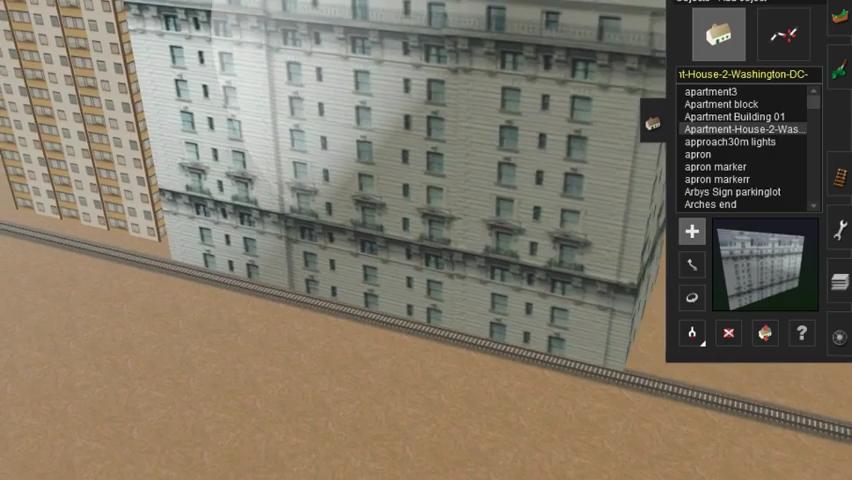 Objects - Add object
nt-House-2-Washington-DC-
apartment3
Apartment block
Apartment Building 01
Apartment-House-2-Was...
approach30m lights
apron
apron marker
apron markerr
Arbys Sign parkinglot
Arches end
?